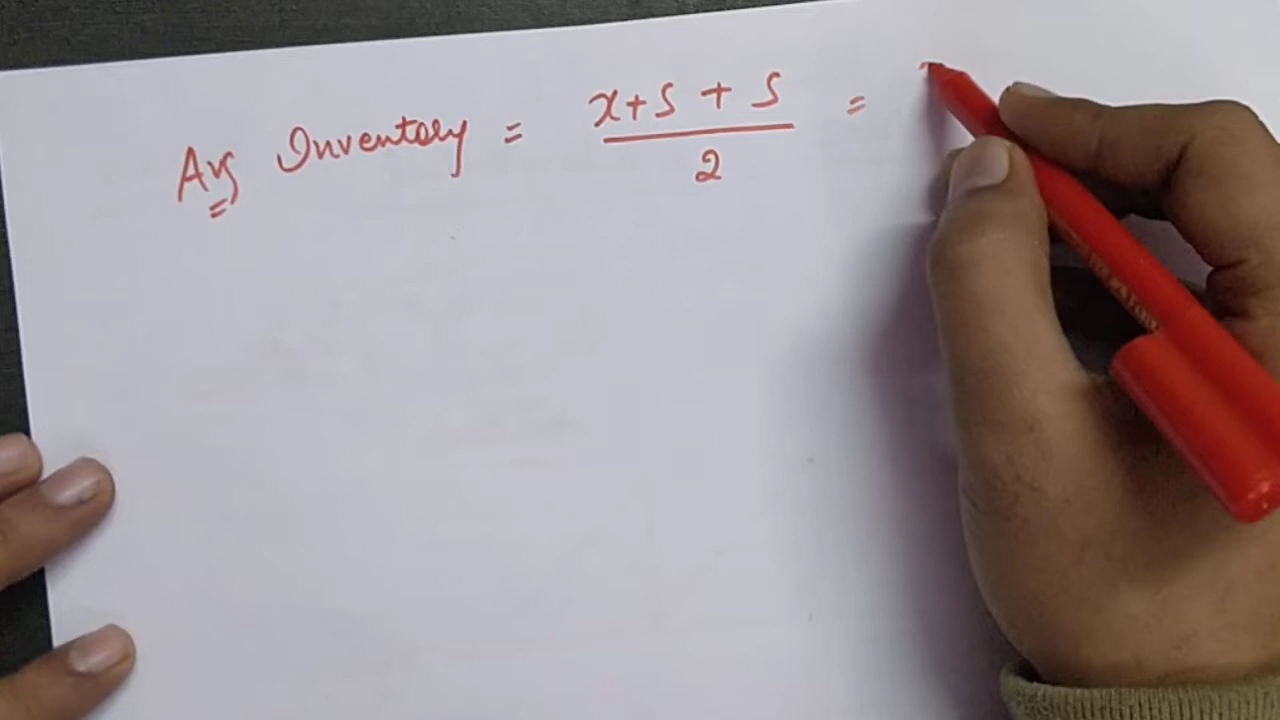 Avg Inventory = x+S + S / 2 =